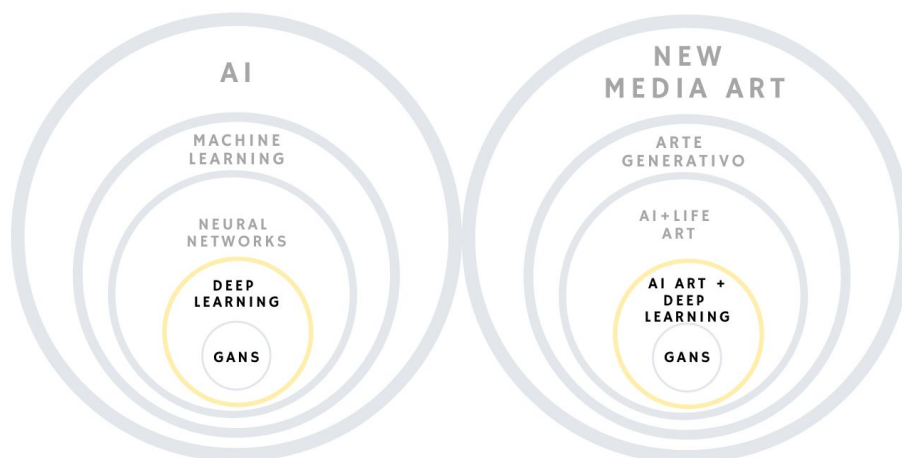 AI
MACHINE
LEARNING
NEURAL
NETWORKS
DEEP
LEARNING
GANS
NEW
MEDIA ART
ARTE
GENERATIVO
AI+LIFE
ART
AI ART +
DEEP
LEARNING
GANS